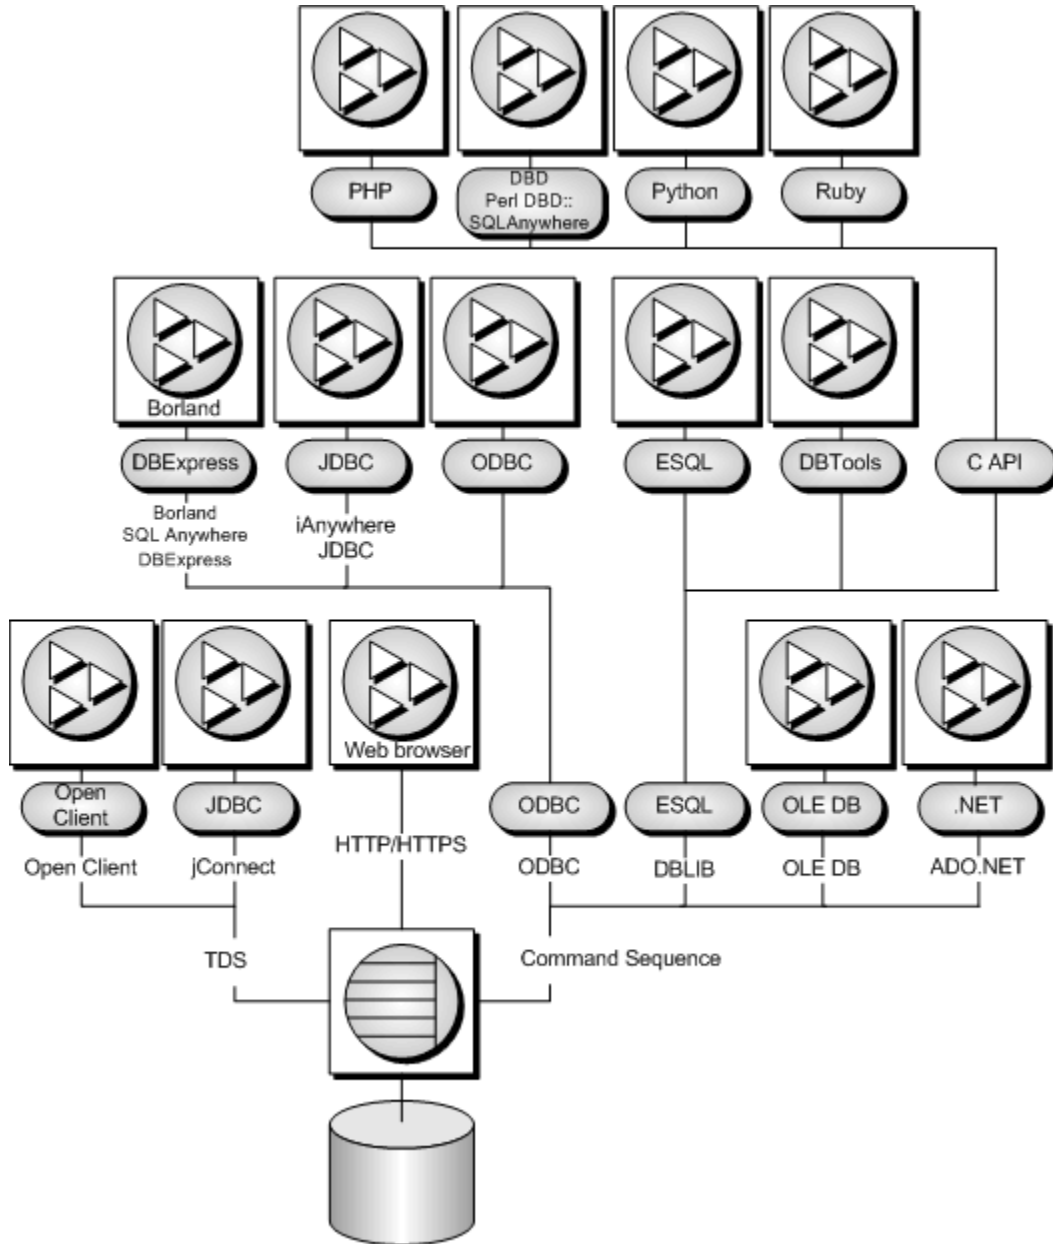 PHP
DBD
Perl DBD::
SQLAnywhere
Python
Ruby
Borland
DBExpress
JDBC
ODBC
ESQL
DBTools
C API
Borland
SQL Anywhere
DBExpress
iAnywhere
JDBC
Web browser
Open
Client
JDBC
ODBC
ESQL
OLE DB
.NET
HTTP/HTTPS
Open Client
jConnect
ODBC
DBLIB
OLE DB
ADO.NET
TDS
Command Sequence